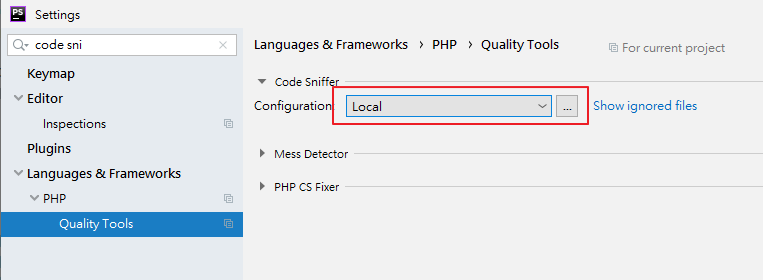 PS Settings
code sni
Keymap
Editor
Inspections
Plugins
Languages & Frameworks
PHP
Quality Tools
Languages & Frameworks › PHP › Quality Tools For current project
Code Sniffer
Configuration: Local ... Show ignored files
Mess Detector
PHP CS Fixer